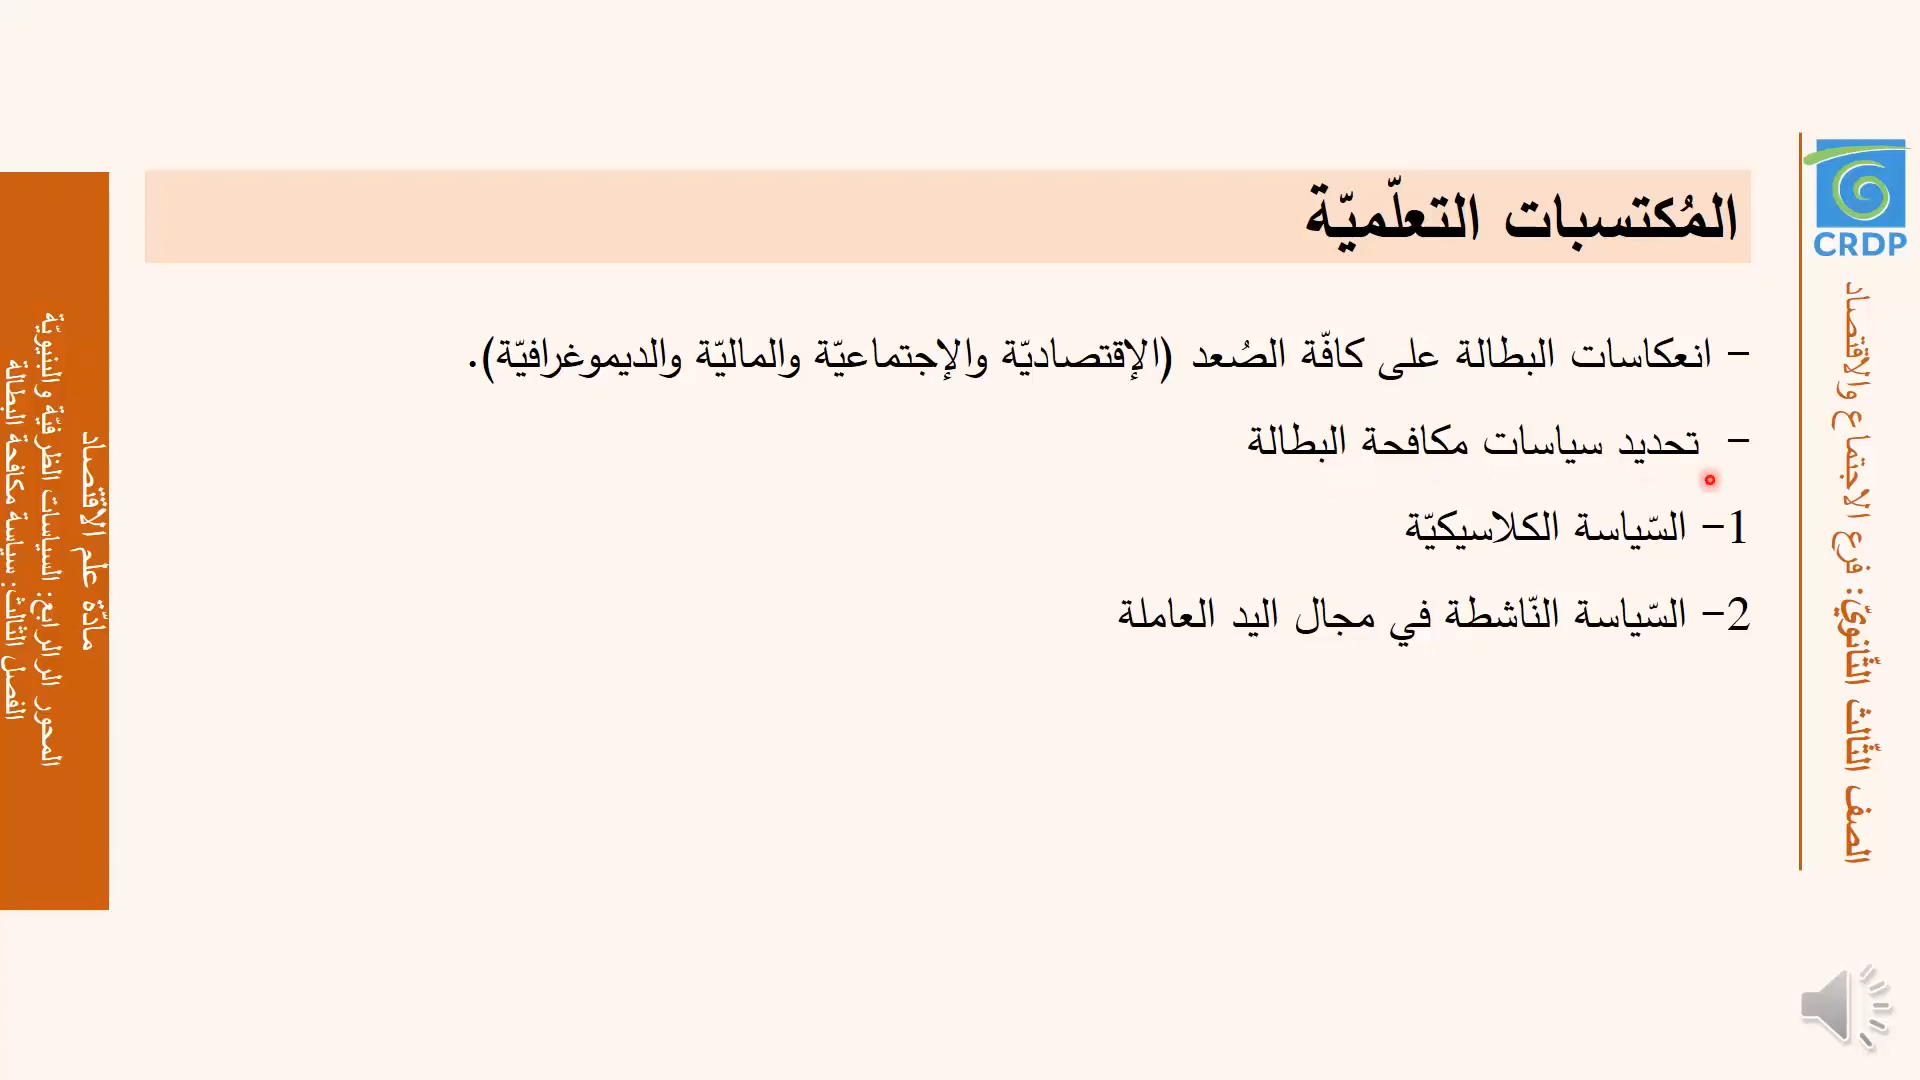 المُكتسبات التعلّميّة
- انعكاسات البطالة على كافّة الصُعد (الإقتصاديّة والإجتماعيّة والماليّة والديموغرافيّة).
- تحديد سياسات مكافحة البطالة
1- السّياسة الكلاسيكيّة
2- السّياسة النّاشطة في مجال اليد العاملة
CRDP
الصف الثّالث الثّانويّ: فرع الاجتماع والاقتصاد
مادّة علم الإقتصاد
المحور الرابع: السياسات الظرفيّة والبنيويّة
الفصل الثالث: سياسة مكافحة البطالة